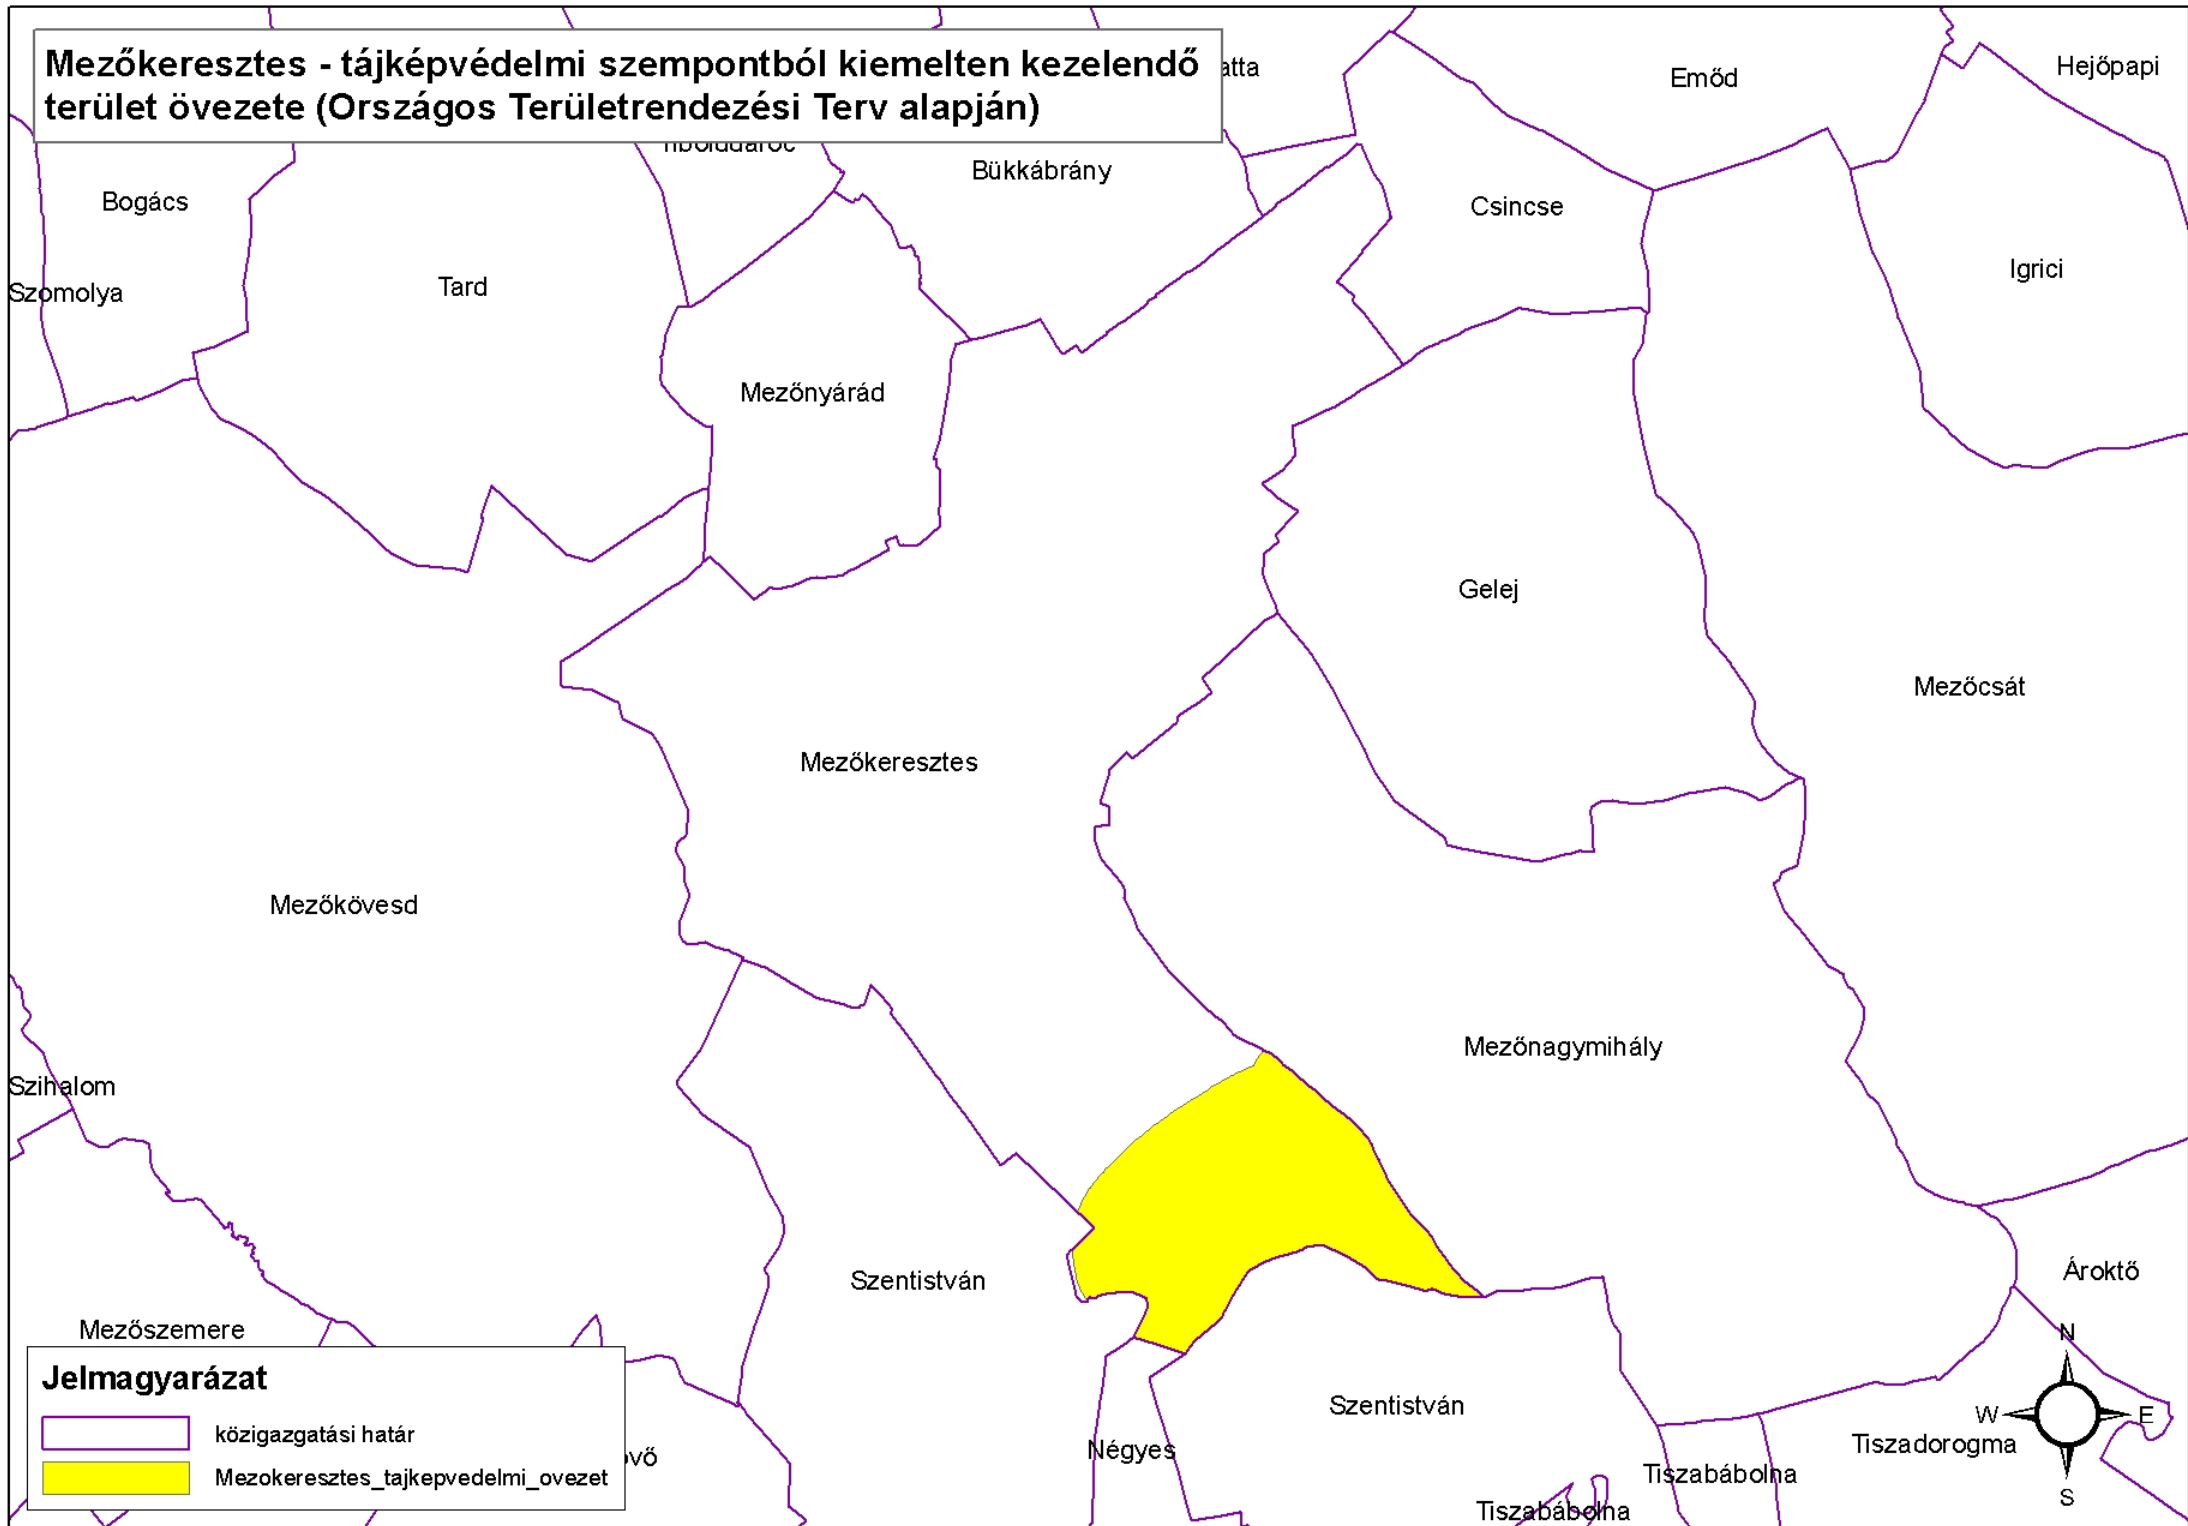 Mezőkeresztes - tájképvédelmi szempontból kiemelten kezelendő
terület övezete (Országos Területrendezési Terv alapján)
Emőd
Hejőpapi
Bükkábrány
Bogács
Csincse
Igrici
Tard
Szomolya
Mezőnyárád
Gelej
Mezőcsát
Mezőkeresztes
Mezőkövesd
Mezőnagymihály
Szihalom
Szentistván
Ároktő
Mezőszemere
N
W
E
S
Jelmagyarázat
közigazgatási határ
Mezokeresztes_tajkepvedelmi_ovezet
Szentistván
Négyes
Tiszadorogma
Tiszabábolna
Tiszabábolna